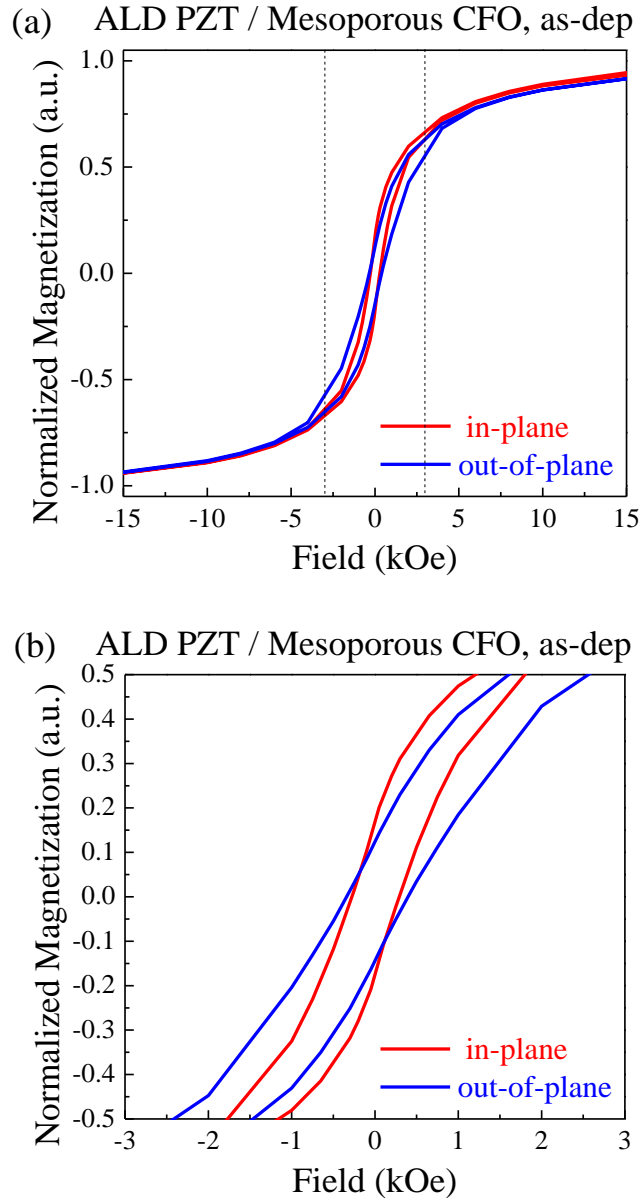 (a) ALD PZT / Mesoporous CFO, as-dep
Normalized Magnetization (a.u.)
1.0
0.5
0.0
-0.5
-1.0
in-plane
out-of-plane
-15 -10 -5 0 5 10 15
Field (kOe)
(b) ALD PZT / Mesoporous CFO, as-dep
Normalized Magnetization (a.u.)
0.5
0.4
0.3
0.2
0.1
0.0
-0.1
-0.2
-0.3
-0.4
-0.5
in-plane
out-of-plane
-3 -2 -1 0 1 2 3
Field (kOe)